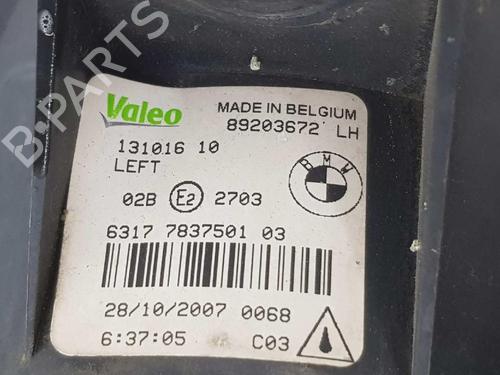 B-PARTS
Valeo
MADE IN BELGIUM
89203672 LH
131016 10
LEFT
02B E2 2703
BMW
6317 7837501 03
28/10/2007 0068
6:37:05 C03